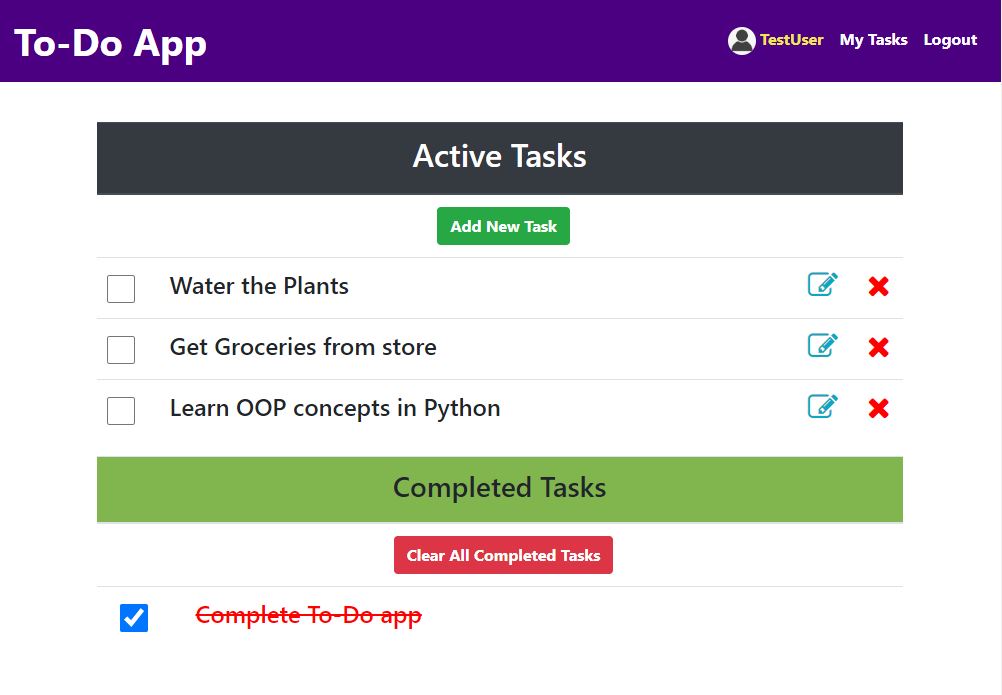 To-Do App
TestUser My Tasks Logout
Active Tasks
Add New Task
Water the Plants
Get Groceries from store
Learn OOP concepts in Python
Completed Tasks
Clear All Completed Tasks
Complete To-Do app